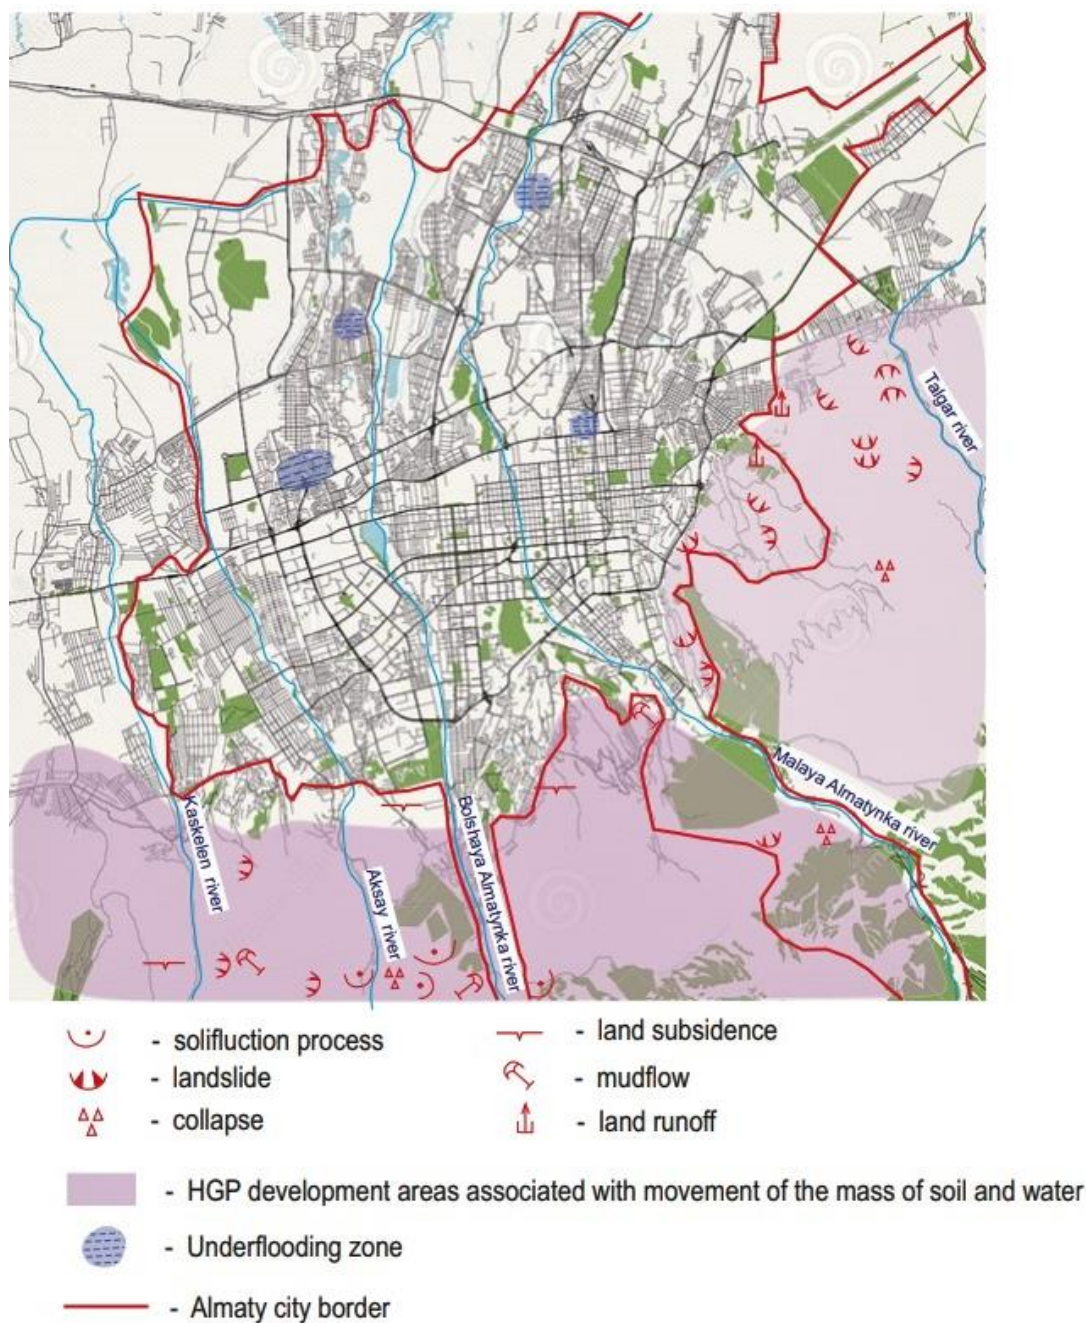 Talgar river
Malaya Almatynka river
Kaskelen river
Aksay river
Bolshaya Almatynka river
- solifluction process
- landslide
- collapse
- land subsidence
- mudflow
- land runoff
- HGP development areas associated with movement of the mass of soil and water
- Underflooding zone
- Almaty city border